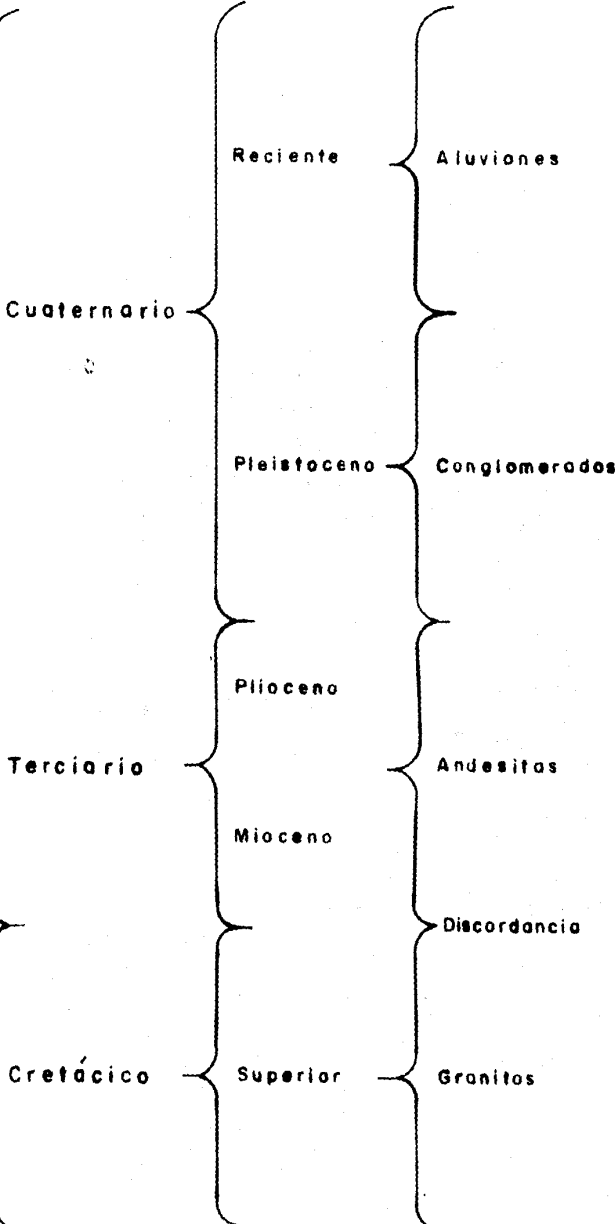 Reciente Aluviones
Cuaternario
Pleistoceno Conglomerados
Plioceno
Terciario Andesitas
Mioceno
Discordancia
Cretácico Superior Granitos